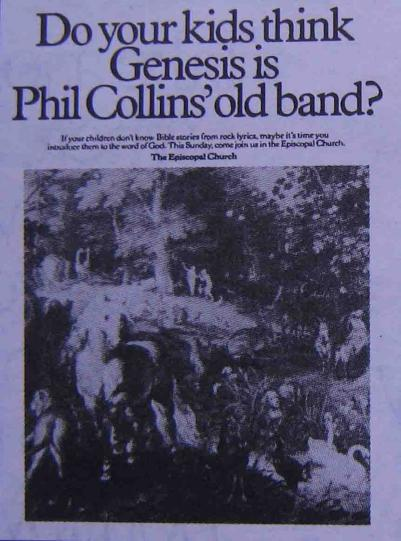 Do your kids think
Genesis is
Phil Collins' old band?
If your children don't know Bible stories from rock lyrics, maybe it's time you
introduce them to the word of God. This Sunday, come join us in the Episcopal Church.
The Episcopal Church